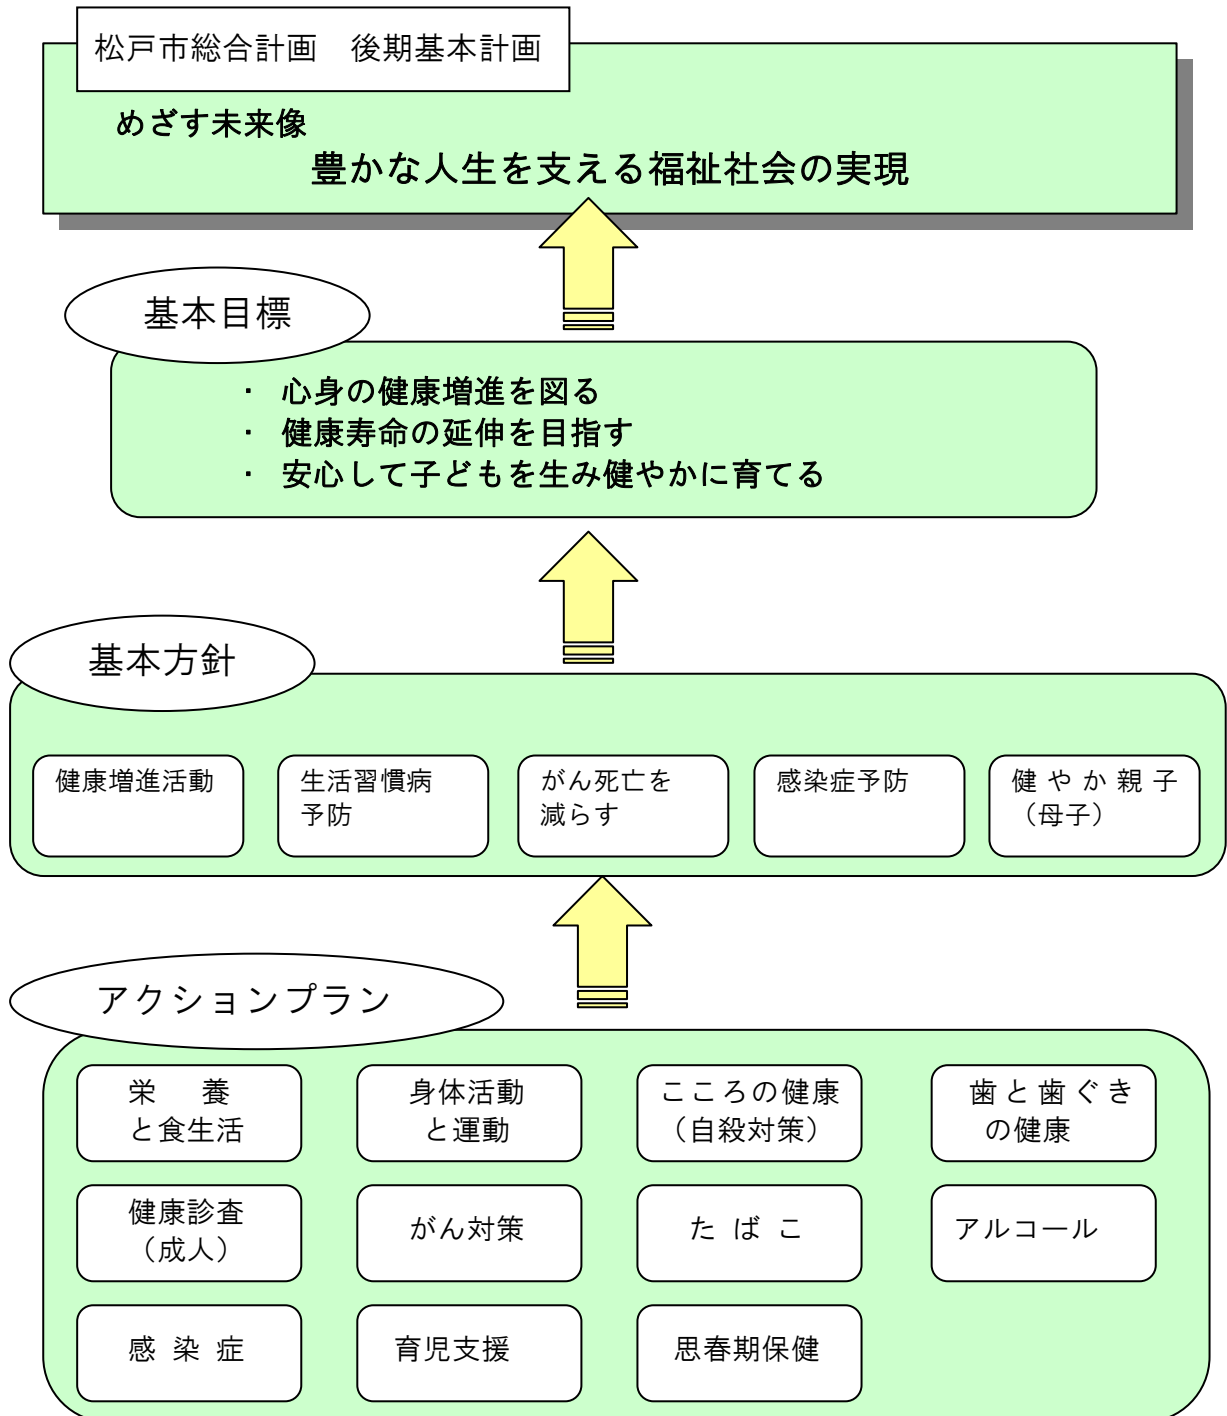 松戸市総合計画　後期基本計画
めざす未来像
豊かな人生を支える福祉社会の実現
基本目標
・ 心身の健康増進を図る
・ 健康寿命の延伸を目指す
・ 安心して子どもを生み健やかに育てる
基本方針
健康増進活動
生活習慣病
予防
がん死亡を
減らす
感染症予防
健やか親子
（母子）
アクションプラン
栄　養
と食生活
身体活動
と運動
こころの健康
（自殺対策）
歯と歯ぐき
の健康
健康診査
（成人）
がん対策
たばこ
アルコール
感染症
育児支援
思春期保健